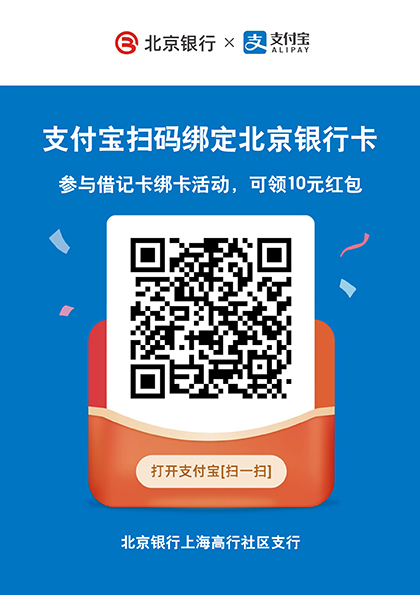 北京银行 × 支付宝
ALIPAY
支付宝扫码绑定北京银行卡
参与借记卡绑卡活动，可领10元红包
打开支付宝[扫一扫]
北京银行上海高行社区支行